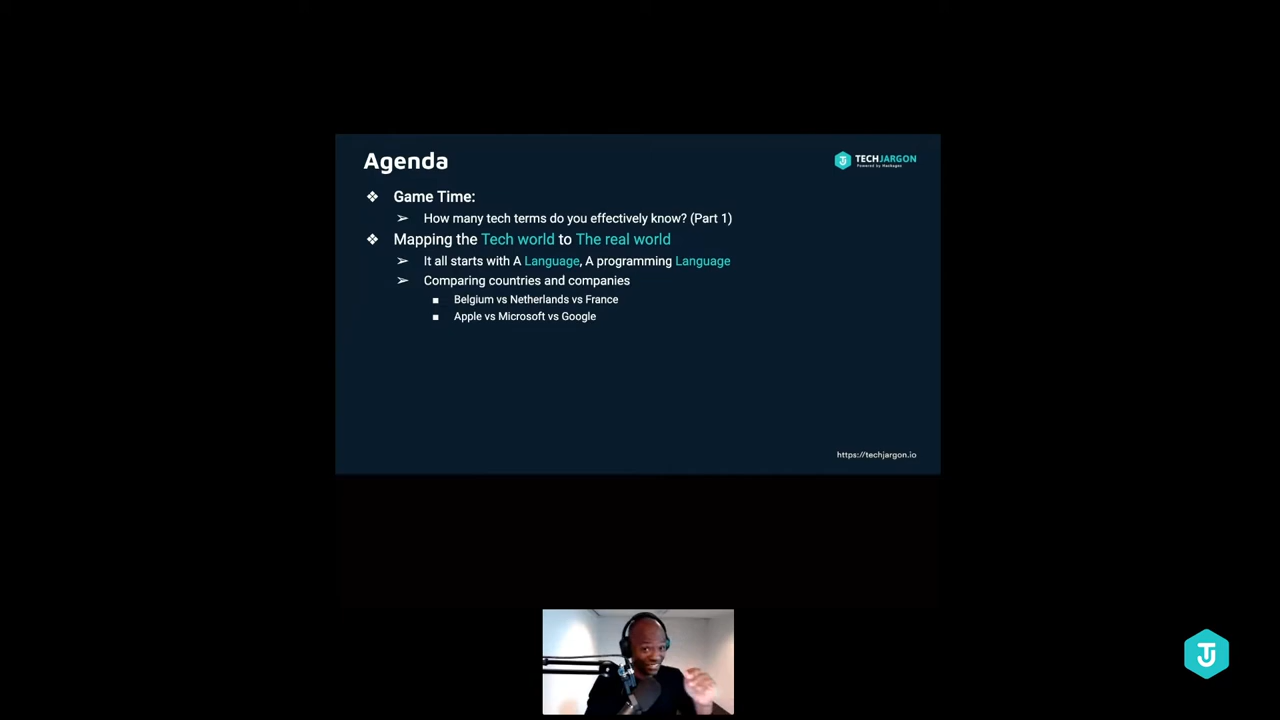 Agenda
TECHJARGON
Powered by Hackages
❖ Game Time:
➢ How many tech terms do you effectively know? (Part 1)
❖ Mapping the Tech world to The real world
➢ It all starts with A Language, A programming Language
➢ Comparing countries and companies
■ Belgium vs Netherlands vs France
■ Apple vs Microsoft vs Google
https://techjargon.io